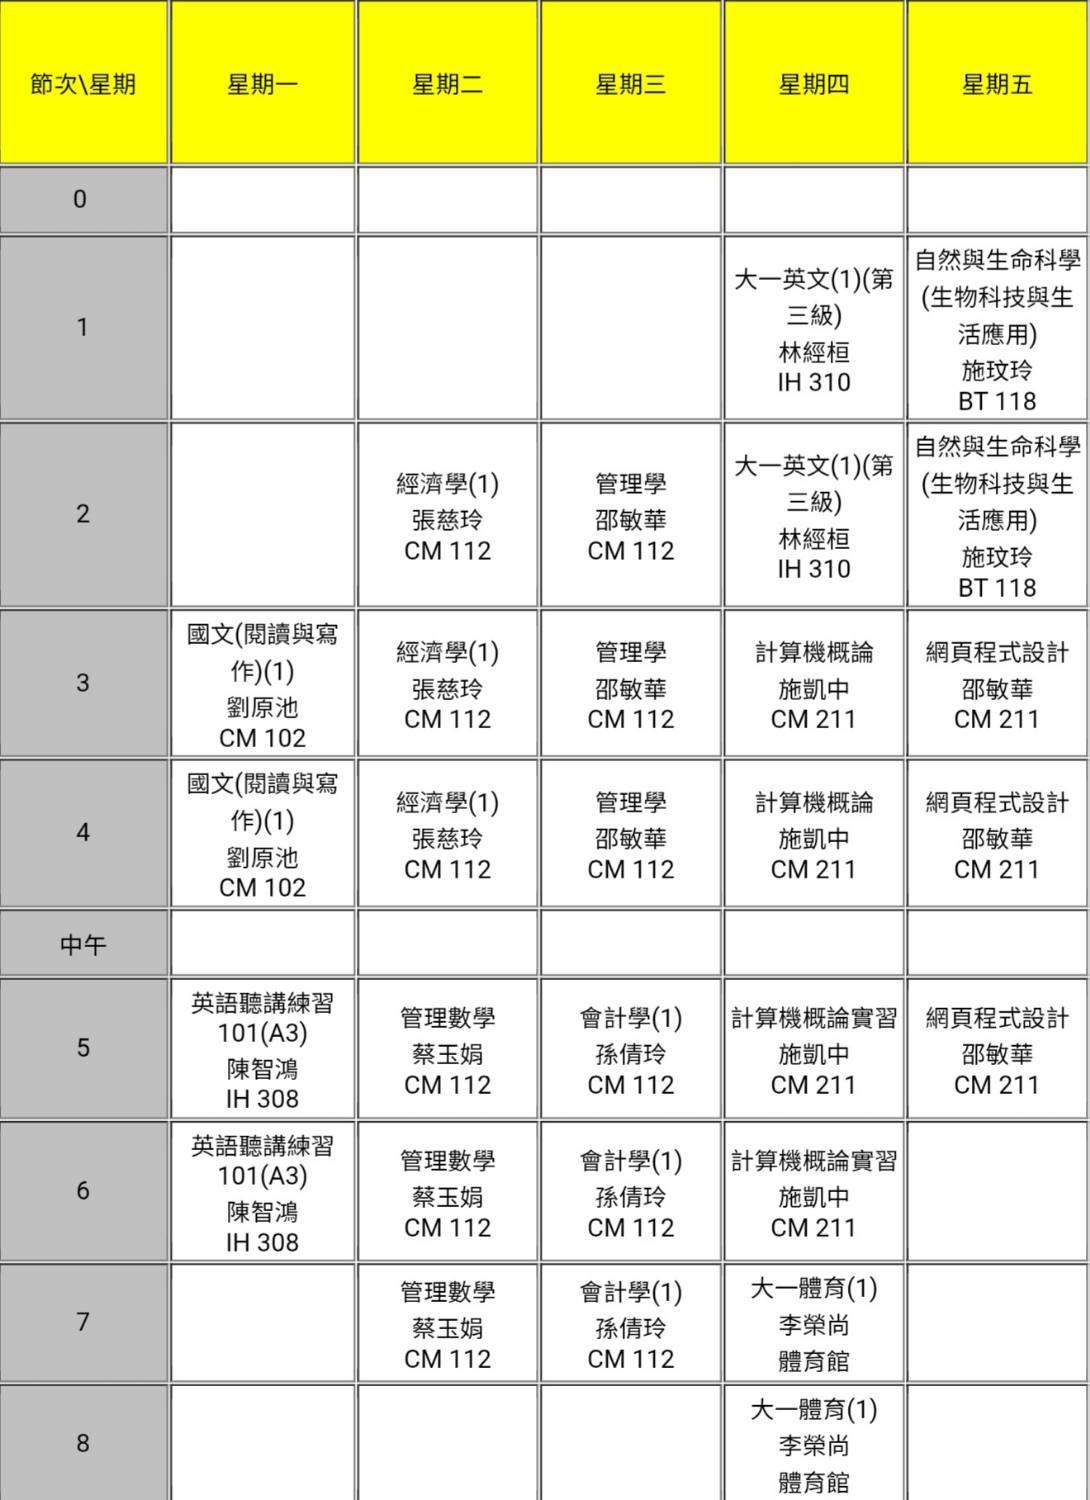 節次\星期 星期一 星期二 星期三 星期四 星期五
0
1
大一英文(1)(第
三級)
林經桓
IH 310
自然與生命科學
(生物科技與生
活應用)
施玟玲
BT 118
2
經濟學(1)
張慈玲
CM 112
管理學
邵敏華
CM 112
大一英文(1)(第
三級)
林經桓
IH 310
自然與生命科學
(生物科技與生
活應用)
施玟玲
BT 118
3
國文(閱讀與寫
作)(1)
劉原池
CM 102
經濟學(1)
張慈玲
CM 112
管理學
邵敏華
CM 112
計算機概論
施凱中
CM 211
網頁程式設計
邵敏華
CM 211
4
國文(閱讀與寫
作)(1)
劉原池
CM 102
經濟學(1)
張慈玲
CM 112
管理學
邵敏華
CM 112
計算機概論
施凱中
CM 211
網頁程式設計
邵敏華
CM 211
中午
5
英語聽講練習
101(A3)
陳智鴻
IH 308
管理數學
蔡玉娟
CM 112
會計學(1)
孫倩玲
CM 112
計算機概論實習
施凱中
CM 211
網頁程式設計
邵敏華
CM 211
6
英語聽講練習
101(A3)
陳智鴻
IH 308
管理數學
蔡玉娟
CM 112
會計學(1)
孫倩玲
CM 112
計算機概論實習
施凱中
CM 211
7
管理數學
蔡玉娟
CM 112
會計學(1)
孫倩玲
CM 112
大一體育(1)
李榮尚
體育館
8
大一體育(1)
李榮尚
體育館